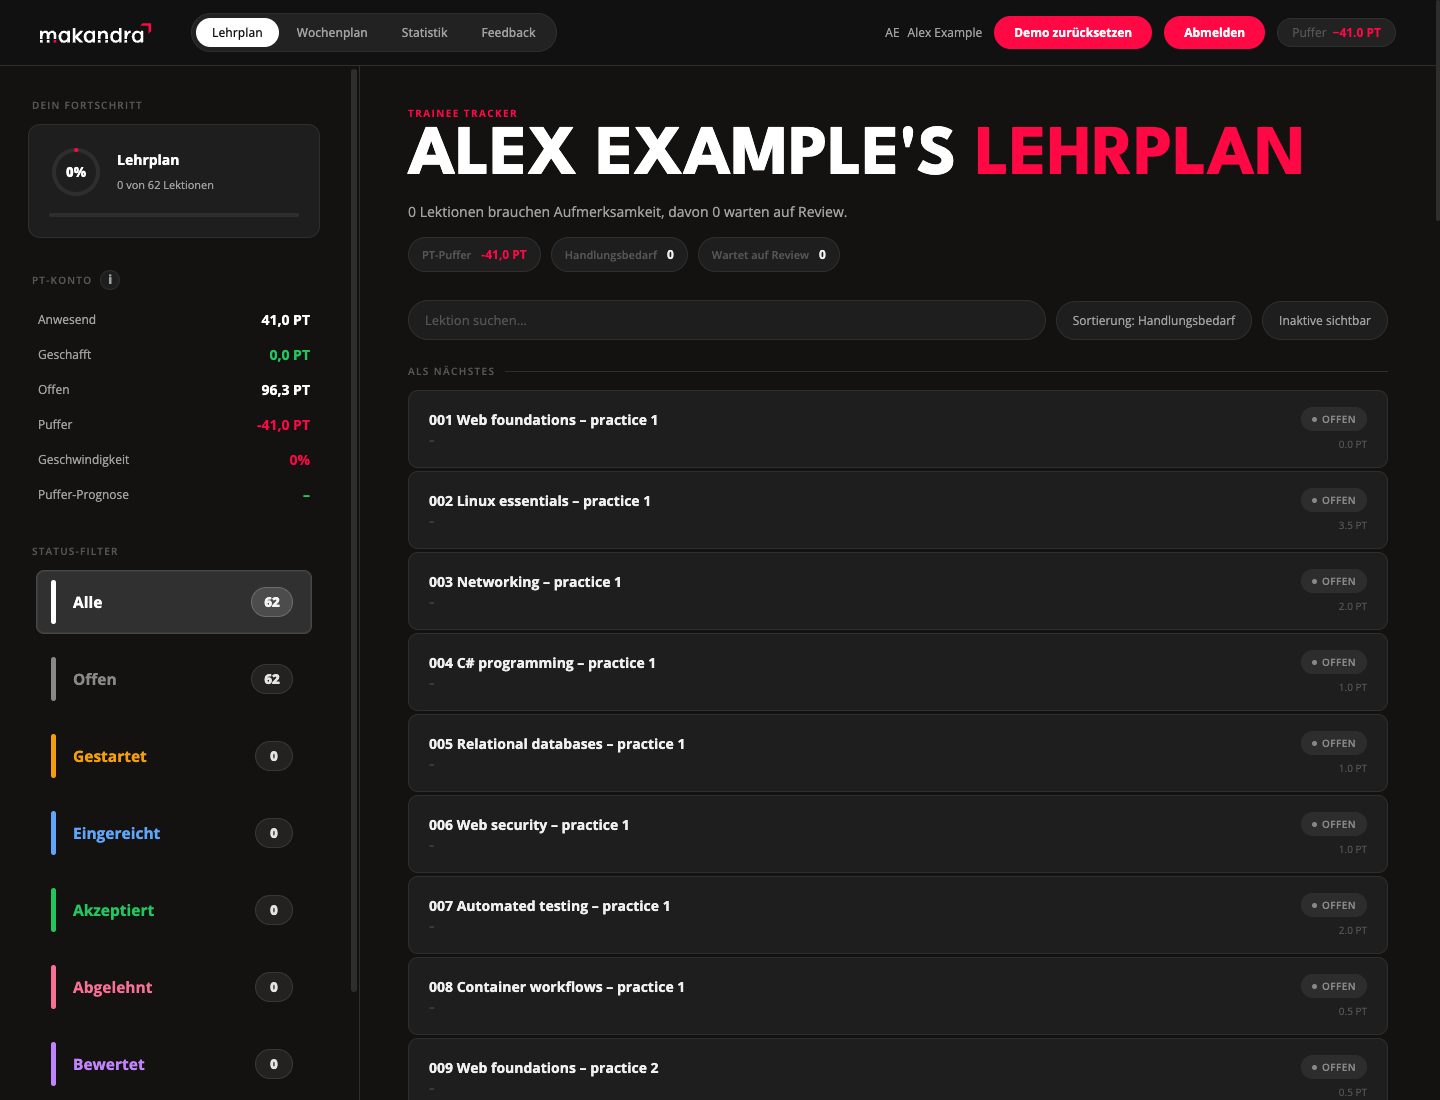 makandra
Lehrplan
Wochenplan
Statistik
Feedback
AE Alex Example
Demo zurücksetzen
Abmelden
Puffer −41.0 PT
DEIN FORTSCHRITT
0%
Lehrplan
0 von 62 Lektionen
PT-KONTO i
Anwesend 41,0 PT
Geschafft 0,0 PT
Offen 96,3 PT
Puffer -41,0 PT
Geschwindigkeit 0%
Puffer-Prognose –
STATUS-FILTER
Alle 62
Offen 62
Gestartet 0
Eingereicht 0
Akzeptiert 0
Abgelehnt 0
Bewertet 0
TRAINEE TRACKER
ALEX EXAMPLE'S LEHRPLAN
0 Lektionen brauchen Aufmerksamkeit, davon 0 warten auf Review.
PT-Puffer -41,0 PT
Handlungsbedarf 0
Wartet auf Review 0
Lektion suchen...
Sortierung: Handlungsbedarf
Inaktive sichtbar
ALS NÄCHSTES
001 Web foundations – practice 1 OFFEN
– 0.0 PT
002 Linux essentials – practice 1 OFFEN
– 3.5 PT
003 Networking – practice 1 OFFEN
– 2.0 PT
004 C# programming – practice 1 OFFEN
– 1.0 PT
005 Relational databases – practice 1 OFFEN
– 1.0 PT
006 Web security – practice 1 OFFEN
– 1.0 PT
007 Automated testing – practice 1 OFFEN
– 2.0 PT
008 Container workflows – practice 1 OFFEN
– 0.5 PT
009 Web foundations – practice 2 OFFEN
– 0.5 PT